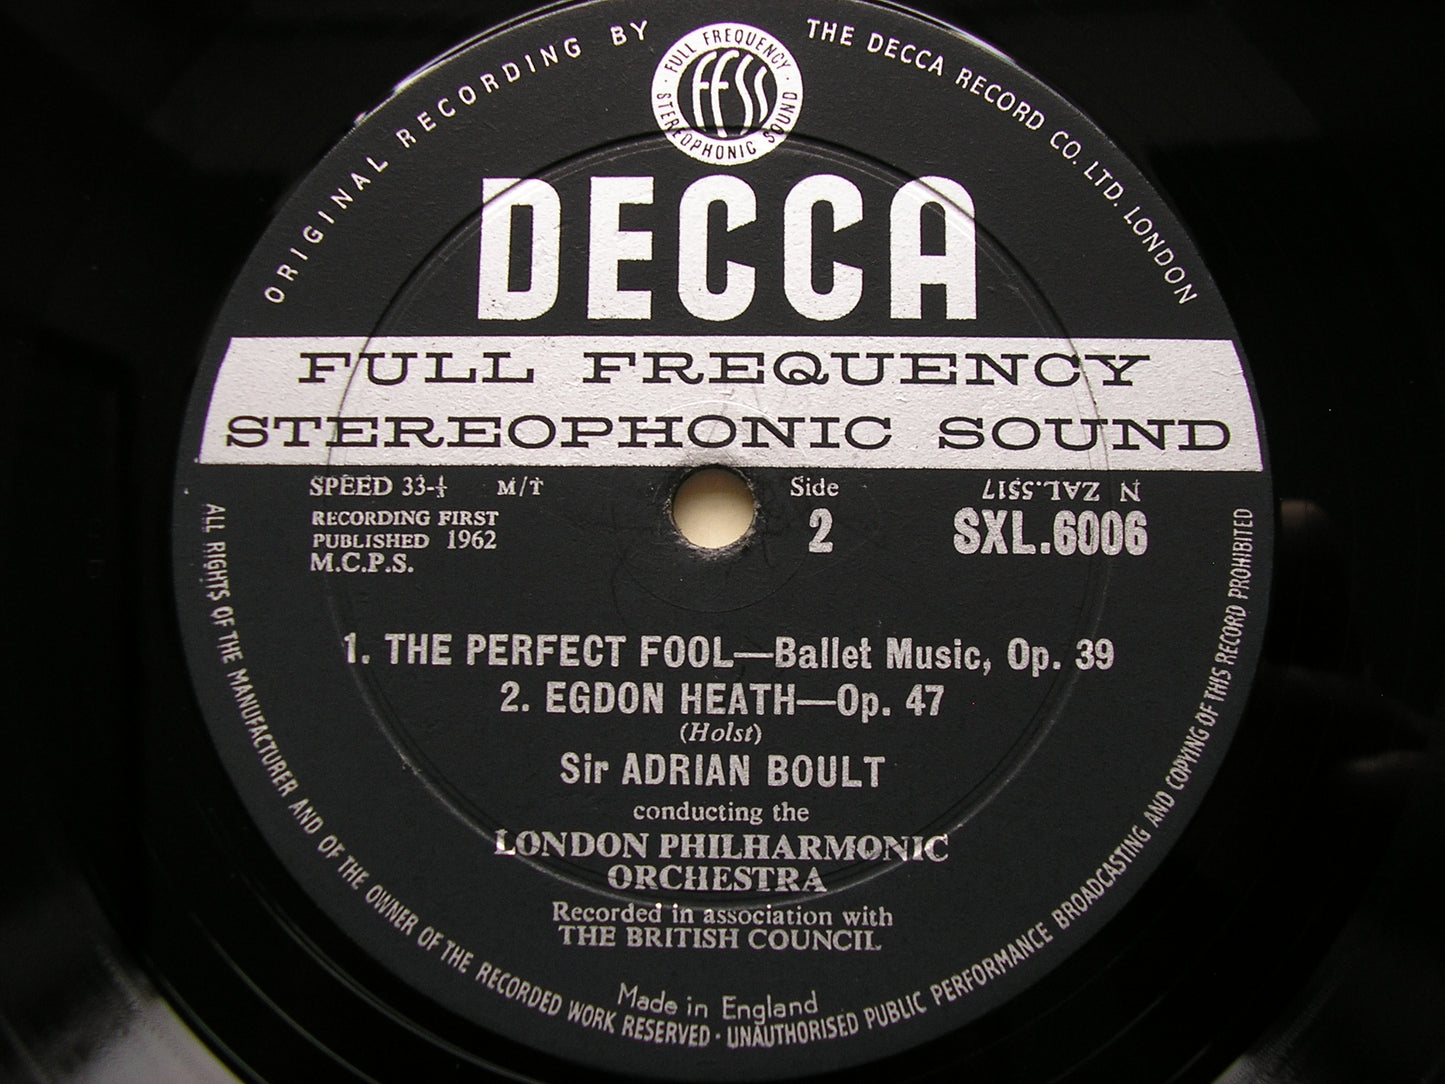 ORIGINAL RECORDING BY THE DECCA RECORD CO. LTD. LONDON
FULL FREQUENCY
STEREOPHONIC SOUND
FFSS
DECCA
FULL FREQUENCY
STEREOPHONIC SOUND
SPEED 33-⅓ M/T
RECORDING FIRST
PUBLISHED 1962
M.C.P.S.
Side
2
N ZAL.5517
SXL.6006
1. THE PERFECT FOOL—Ballet Music, Op. 39
2. EGDON HEATH—Op. 47
(Holst)
Sir ADRIAN BOULT
conducting the
LONDON PHILHARMONIC
ORCHESTRA
Recorded in association with
THE BRITISH COUNCIL
Made in England
ALL RIGHTS OF THE MANUFACTURER AND OF THE OWNER OF THE RECORDED WORK RESERVED · UNAUTHORISED PUBLIC PERFORMANCE BROADCASTING AND COPYING OF THIS RECORD PROHIBITED